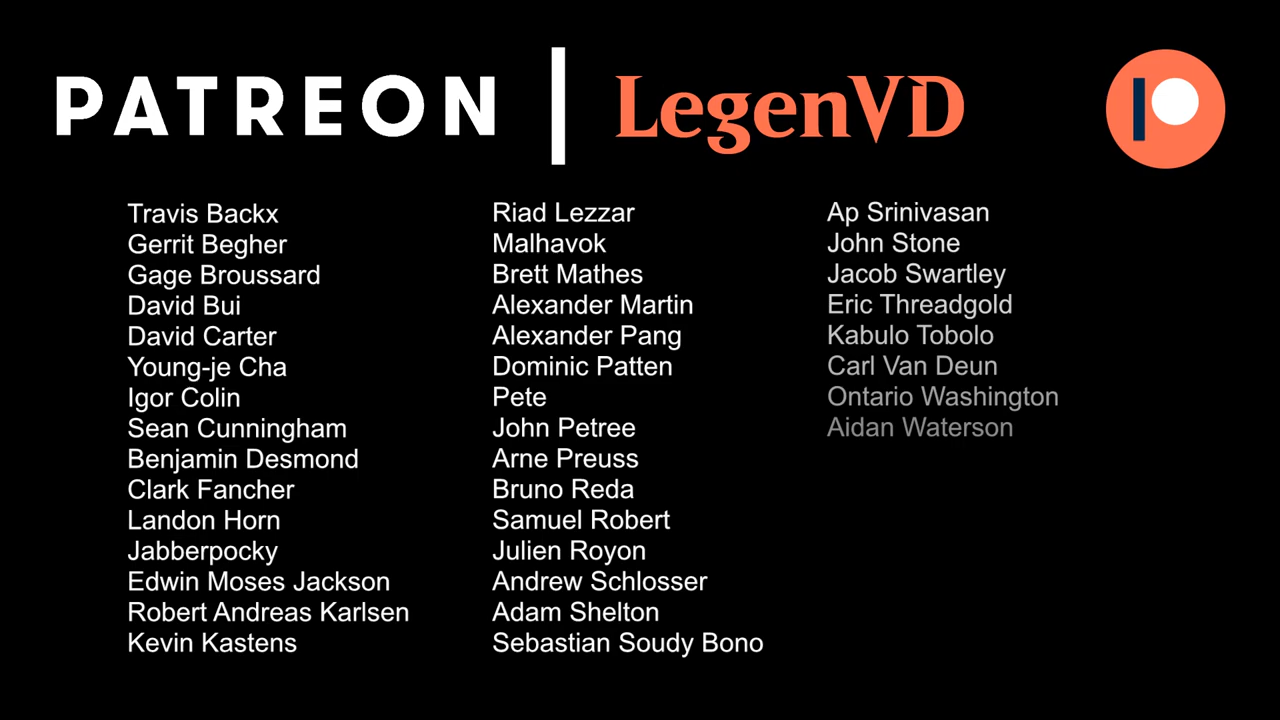 PATREON | LegenVD
Travis Backx
Gerrit Begher
Gage Broussard
David Bui
David Carter
Young-je Cha
Igor Colin
Sean Cunningham
Benjamin Desmond
Clark Fancher
Landon Horn
Jabberpocky
Edwin Moses Jackson
Robert Andreas Karlsen
Kevin Kastens
Riad Lezzar
Malhavok
Brett Mathes
Alexander Martin
Alexander Pang
Dominic Patten
Pete
John Petree
Arne Preuss
Bruno Reda
Samuel Robert
Julien Royon
Andrew Schlosser
Adam Shelton
Sebastian Soudy Bono
Ap Srinivasan
John Stone
Jacob Swartley
Eric Threadgold
Kabulo Tobolo
Carl Van Deun
Ontario Washington
Aidan Waterson